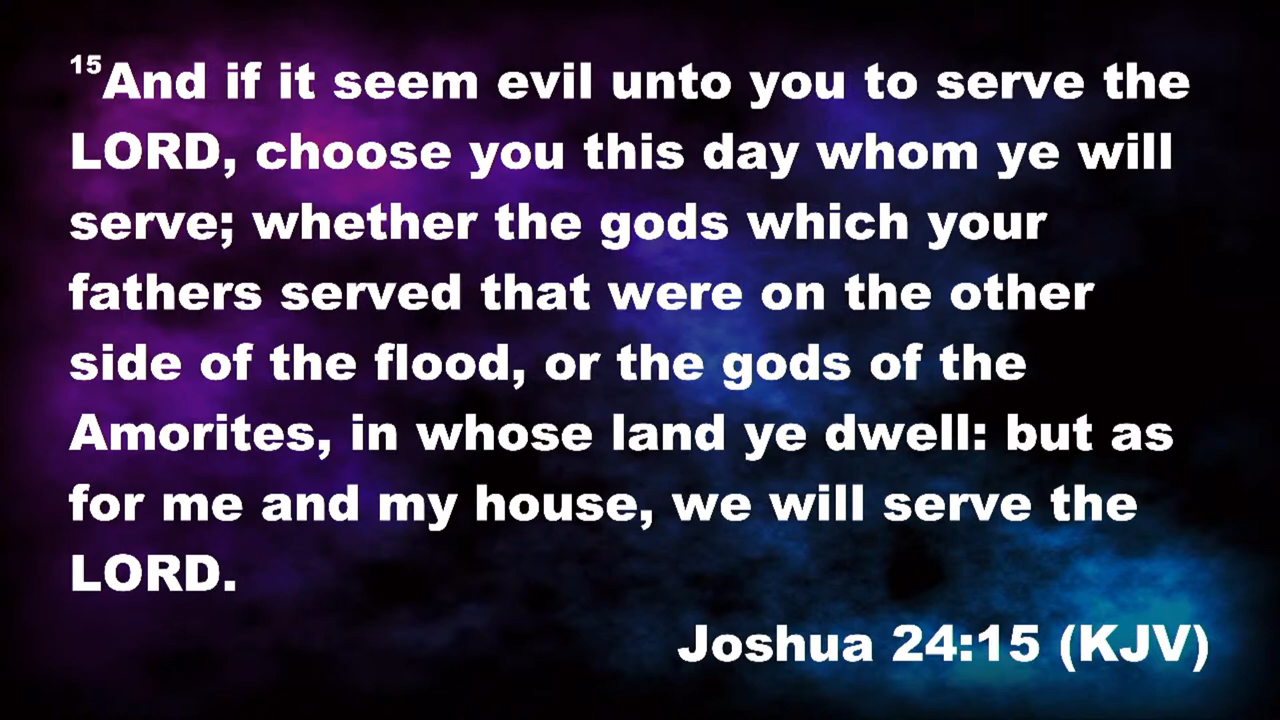 15And if it seem evil unto you to serve the
LORD, choose you this day whom ye will
serve; whether the gods which your
fathers served that were on the other
side of the flood, or the gods of the
Amorites, in whose land ye dwell: but as
for me and my house, we will serve the
LORD.
Joshua 24:15 (KJV)